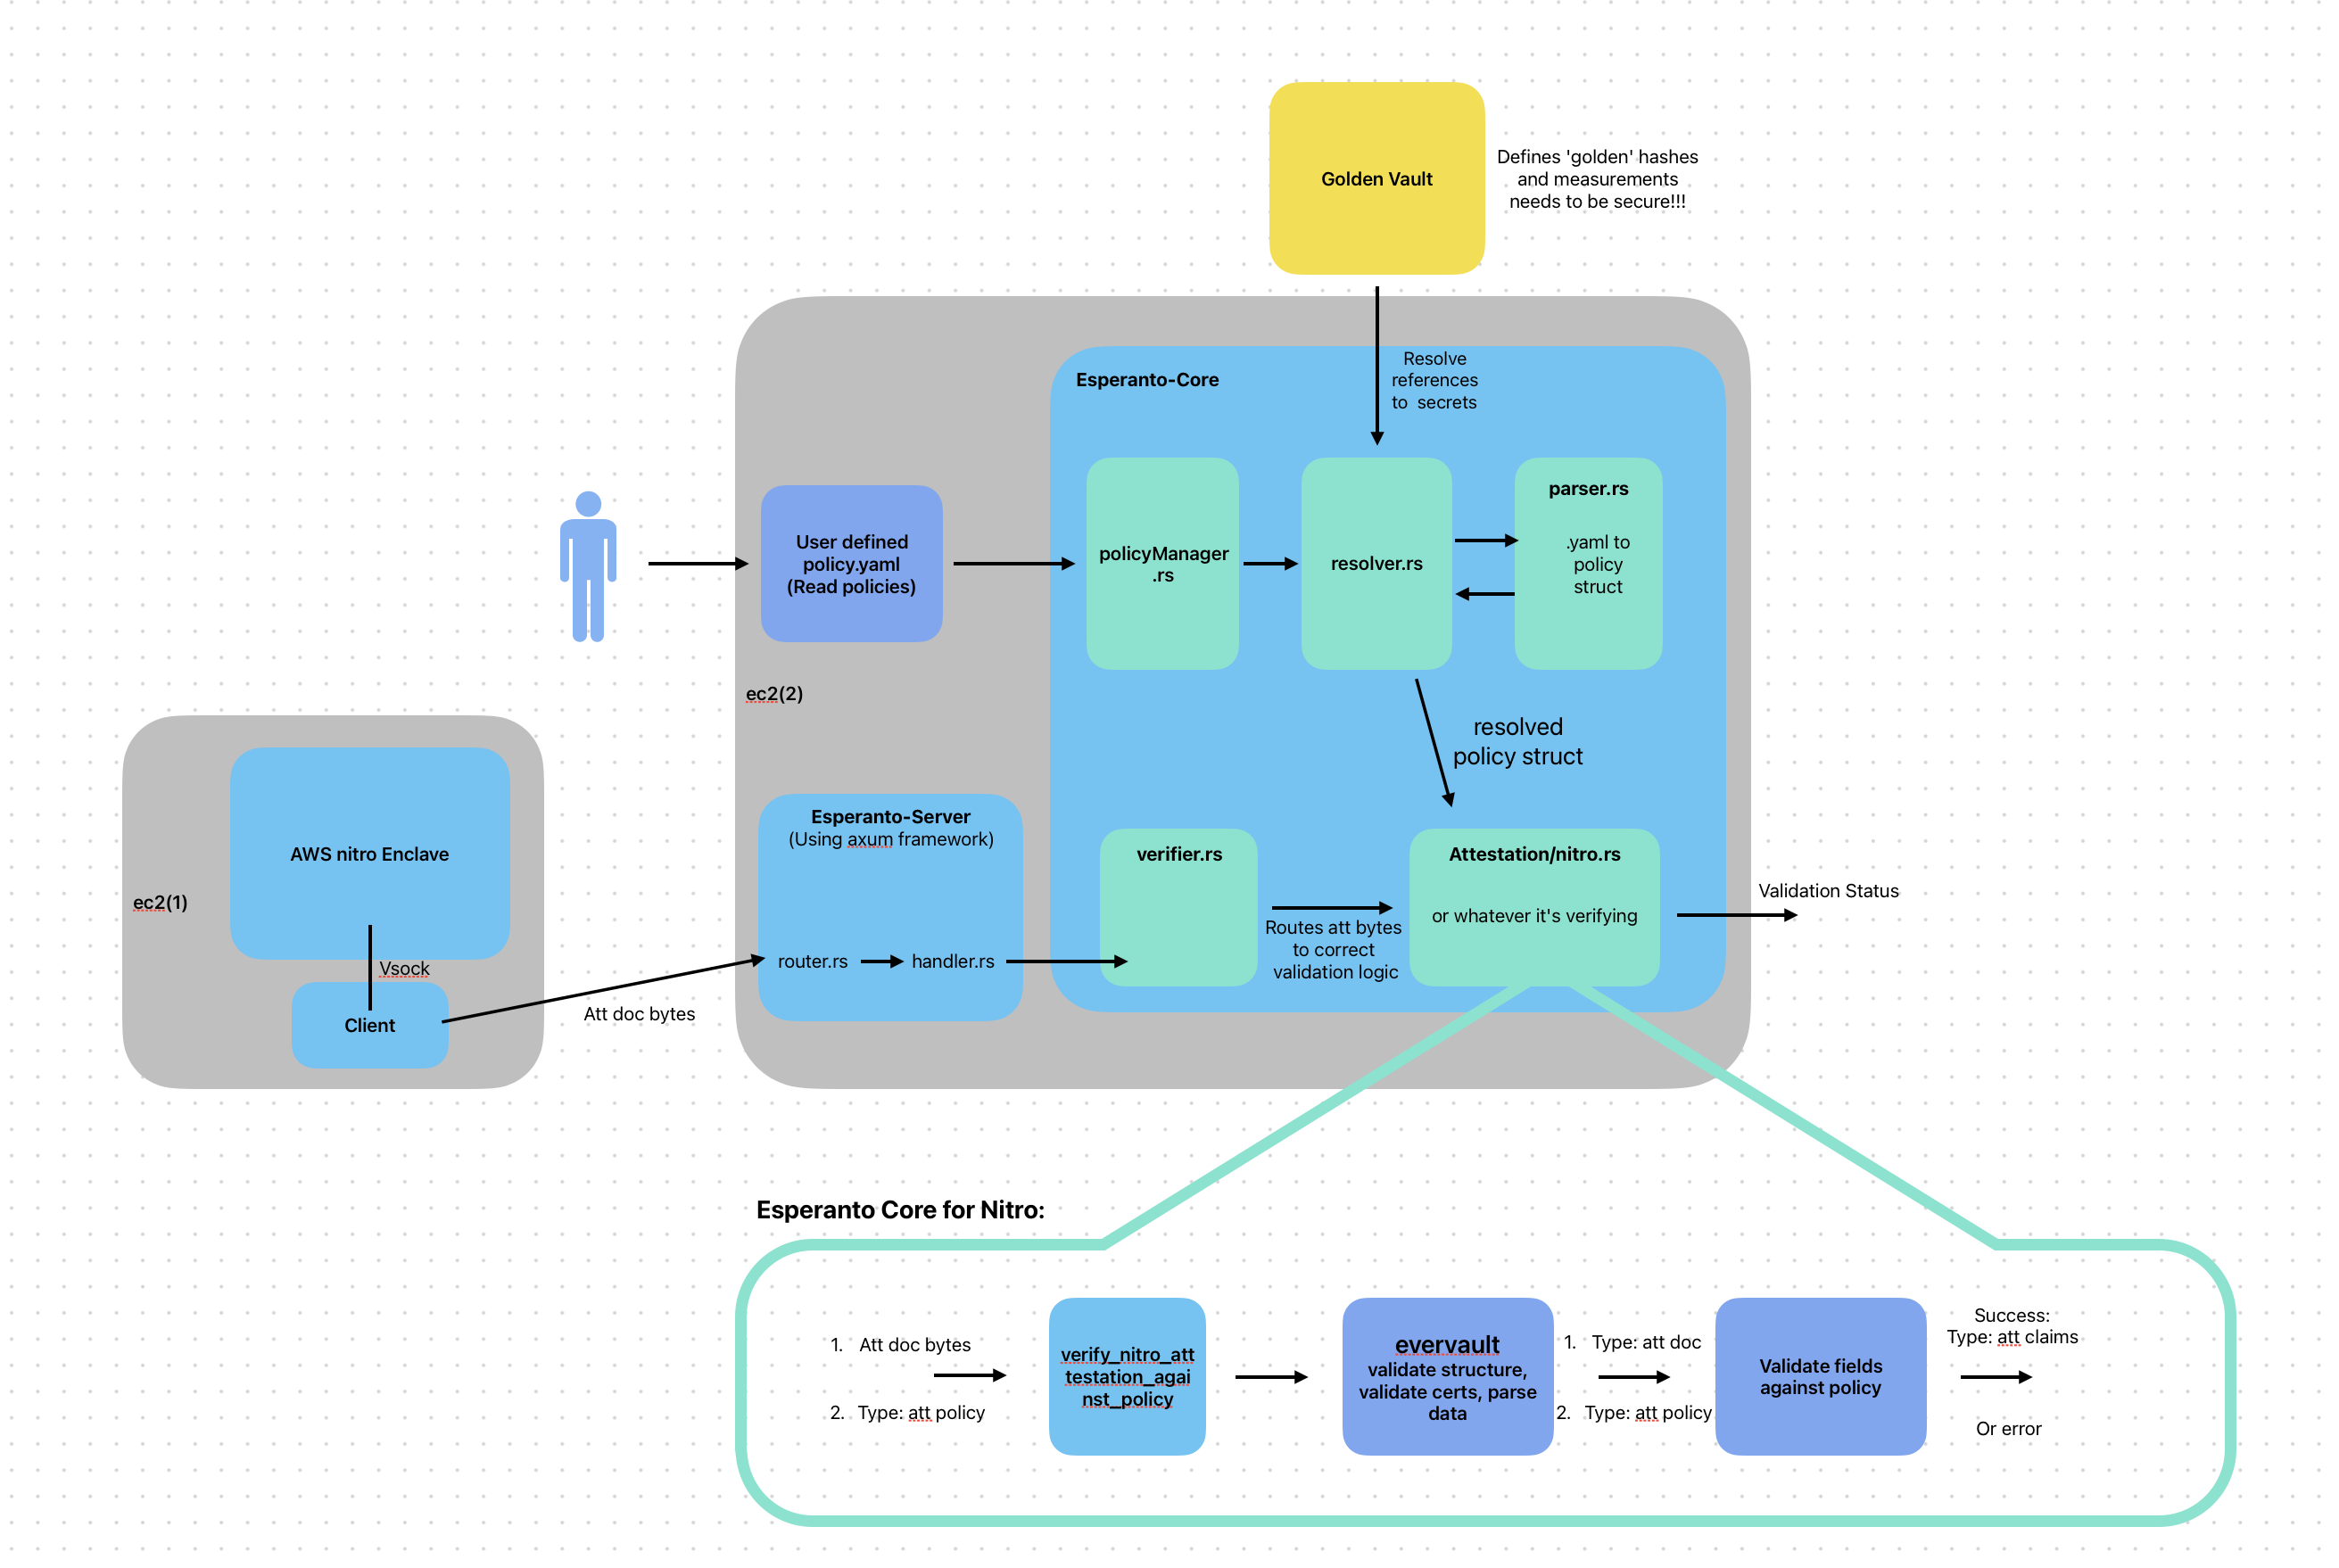 Golden Vault
Defines 'golden' hashes
and measurements
needs to be secure!!!
Esperanto-Core
Resolve
references
to secrets
User defined
policy.yaml
(Read policies)
policyManager
.rs
resolver.rs
parser.rs
.yaml to
policy
struct
ec2(2)
resolved
policy struct
AWS nitro Enclave
ec2(1)
Vsock
Client
Att doc bytes
Esperanto-Server
(Using axum framework)
router.rs
handler.rs
verifier.rs
Routes att bytes
to correct
validation logic
Attestation/nitro.rs
or whatever it's verifying
Validation Status
Esperanto Core for Nitro:
1. Att doc bytes
2. Type: att policy
verify_nitro_att
testation_agai
nst_policy
evervault
validate structure,
validate certs, parse
data
1. Type: att doc
2. Type: att policy
Validate fields
against policy
Success:
Type: att claims
Or error